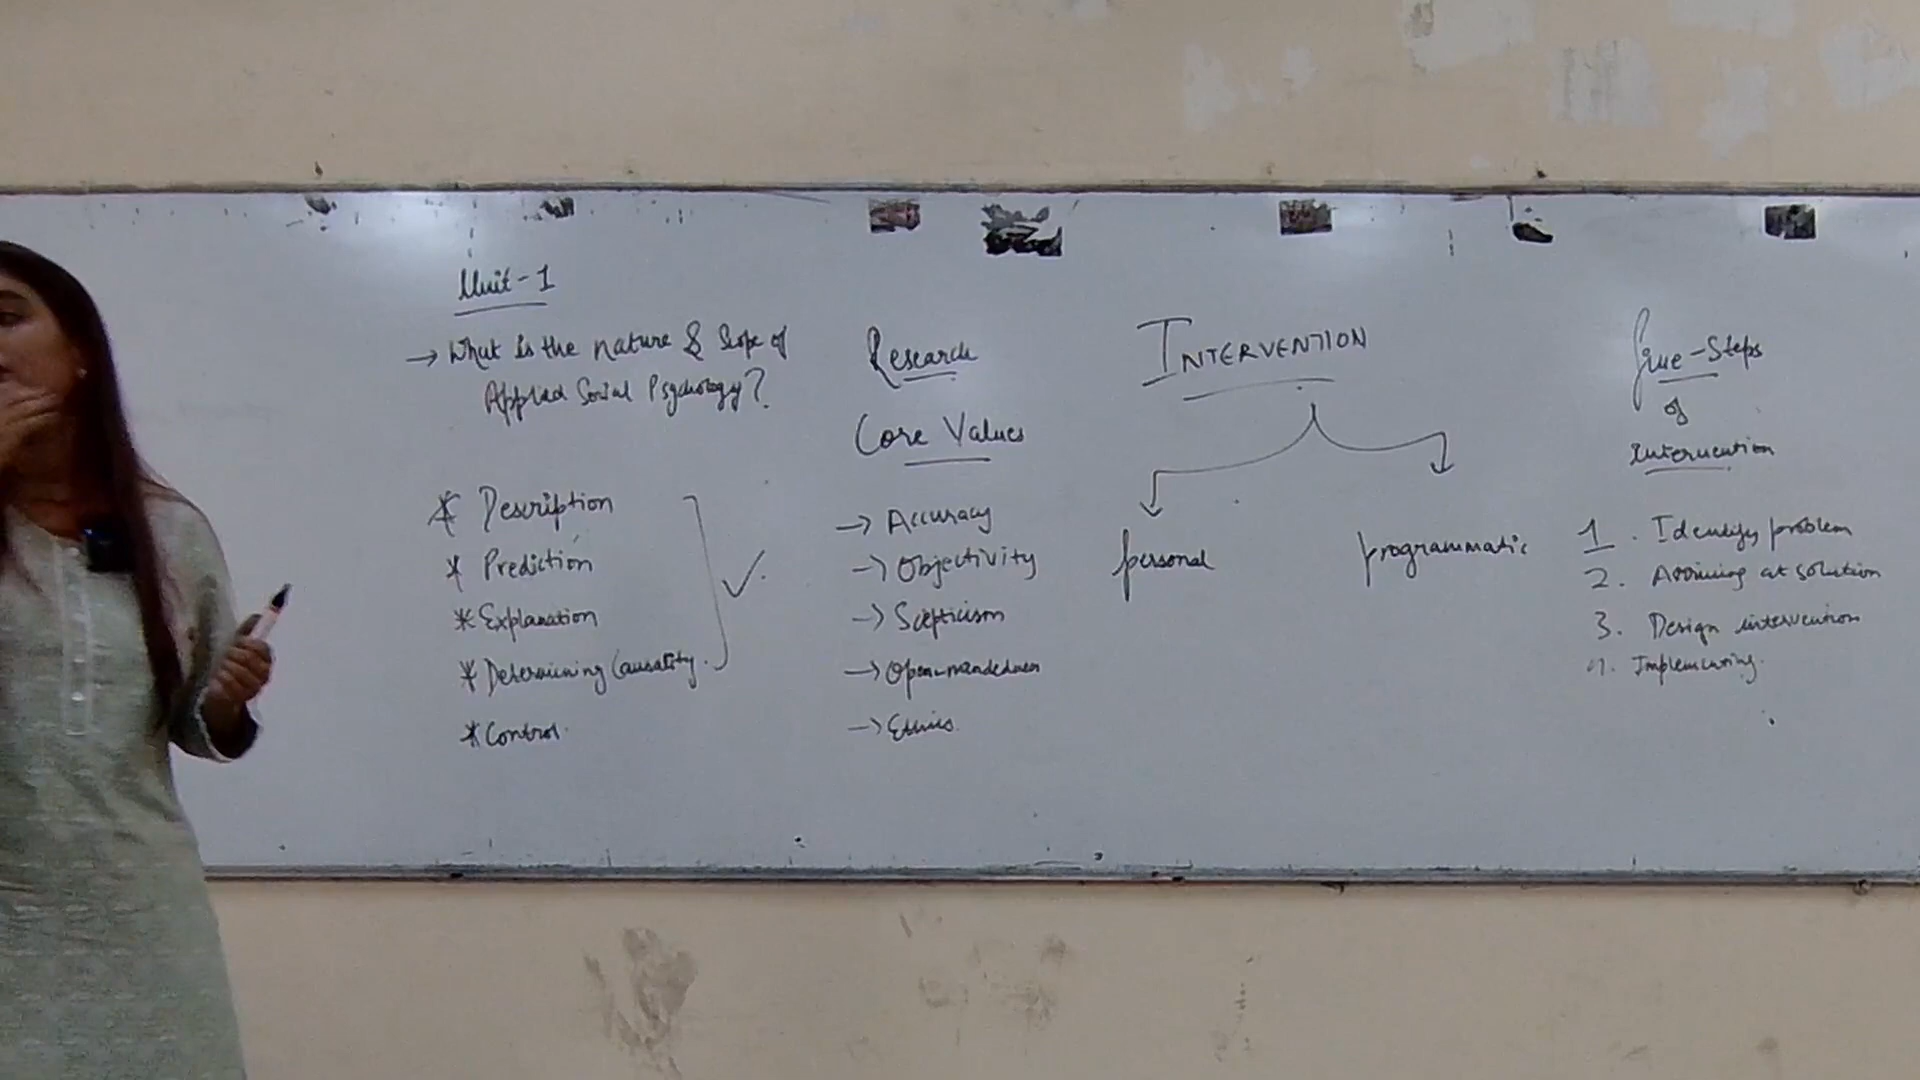 Unit-1
→ What is the nature & Scope of
Applied Social Psychology?
* Description
* Prediction
* Explanation
* Determining Causality.
* Control.
Research
Core Values
→ Accuracy
→ Objectivity
→ Scepticism
→ Open-mindedness
→ Ethics.
INTERVENTION
personal
programmatic
Five-Steps
of
Intervention
1. Identify problem
2. Arriving at solution
3. Design intervention
4. Implementing.